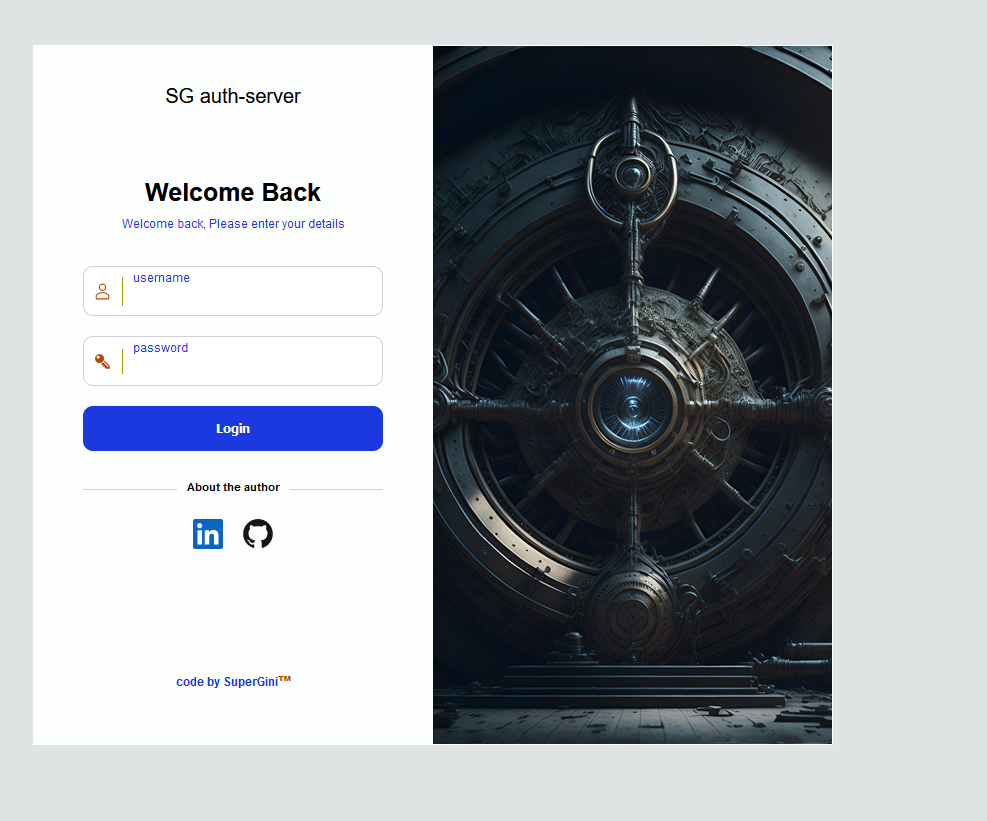 SG auth-server
Welcome Back
Welcome back, Please enter your details
username
password
Login
About the author
in
code by SuperGini™